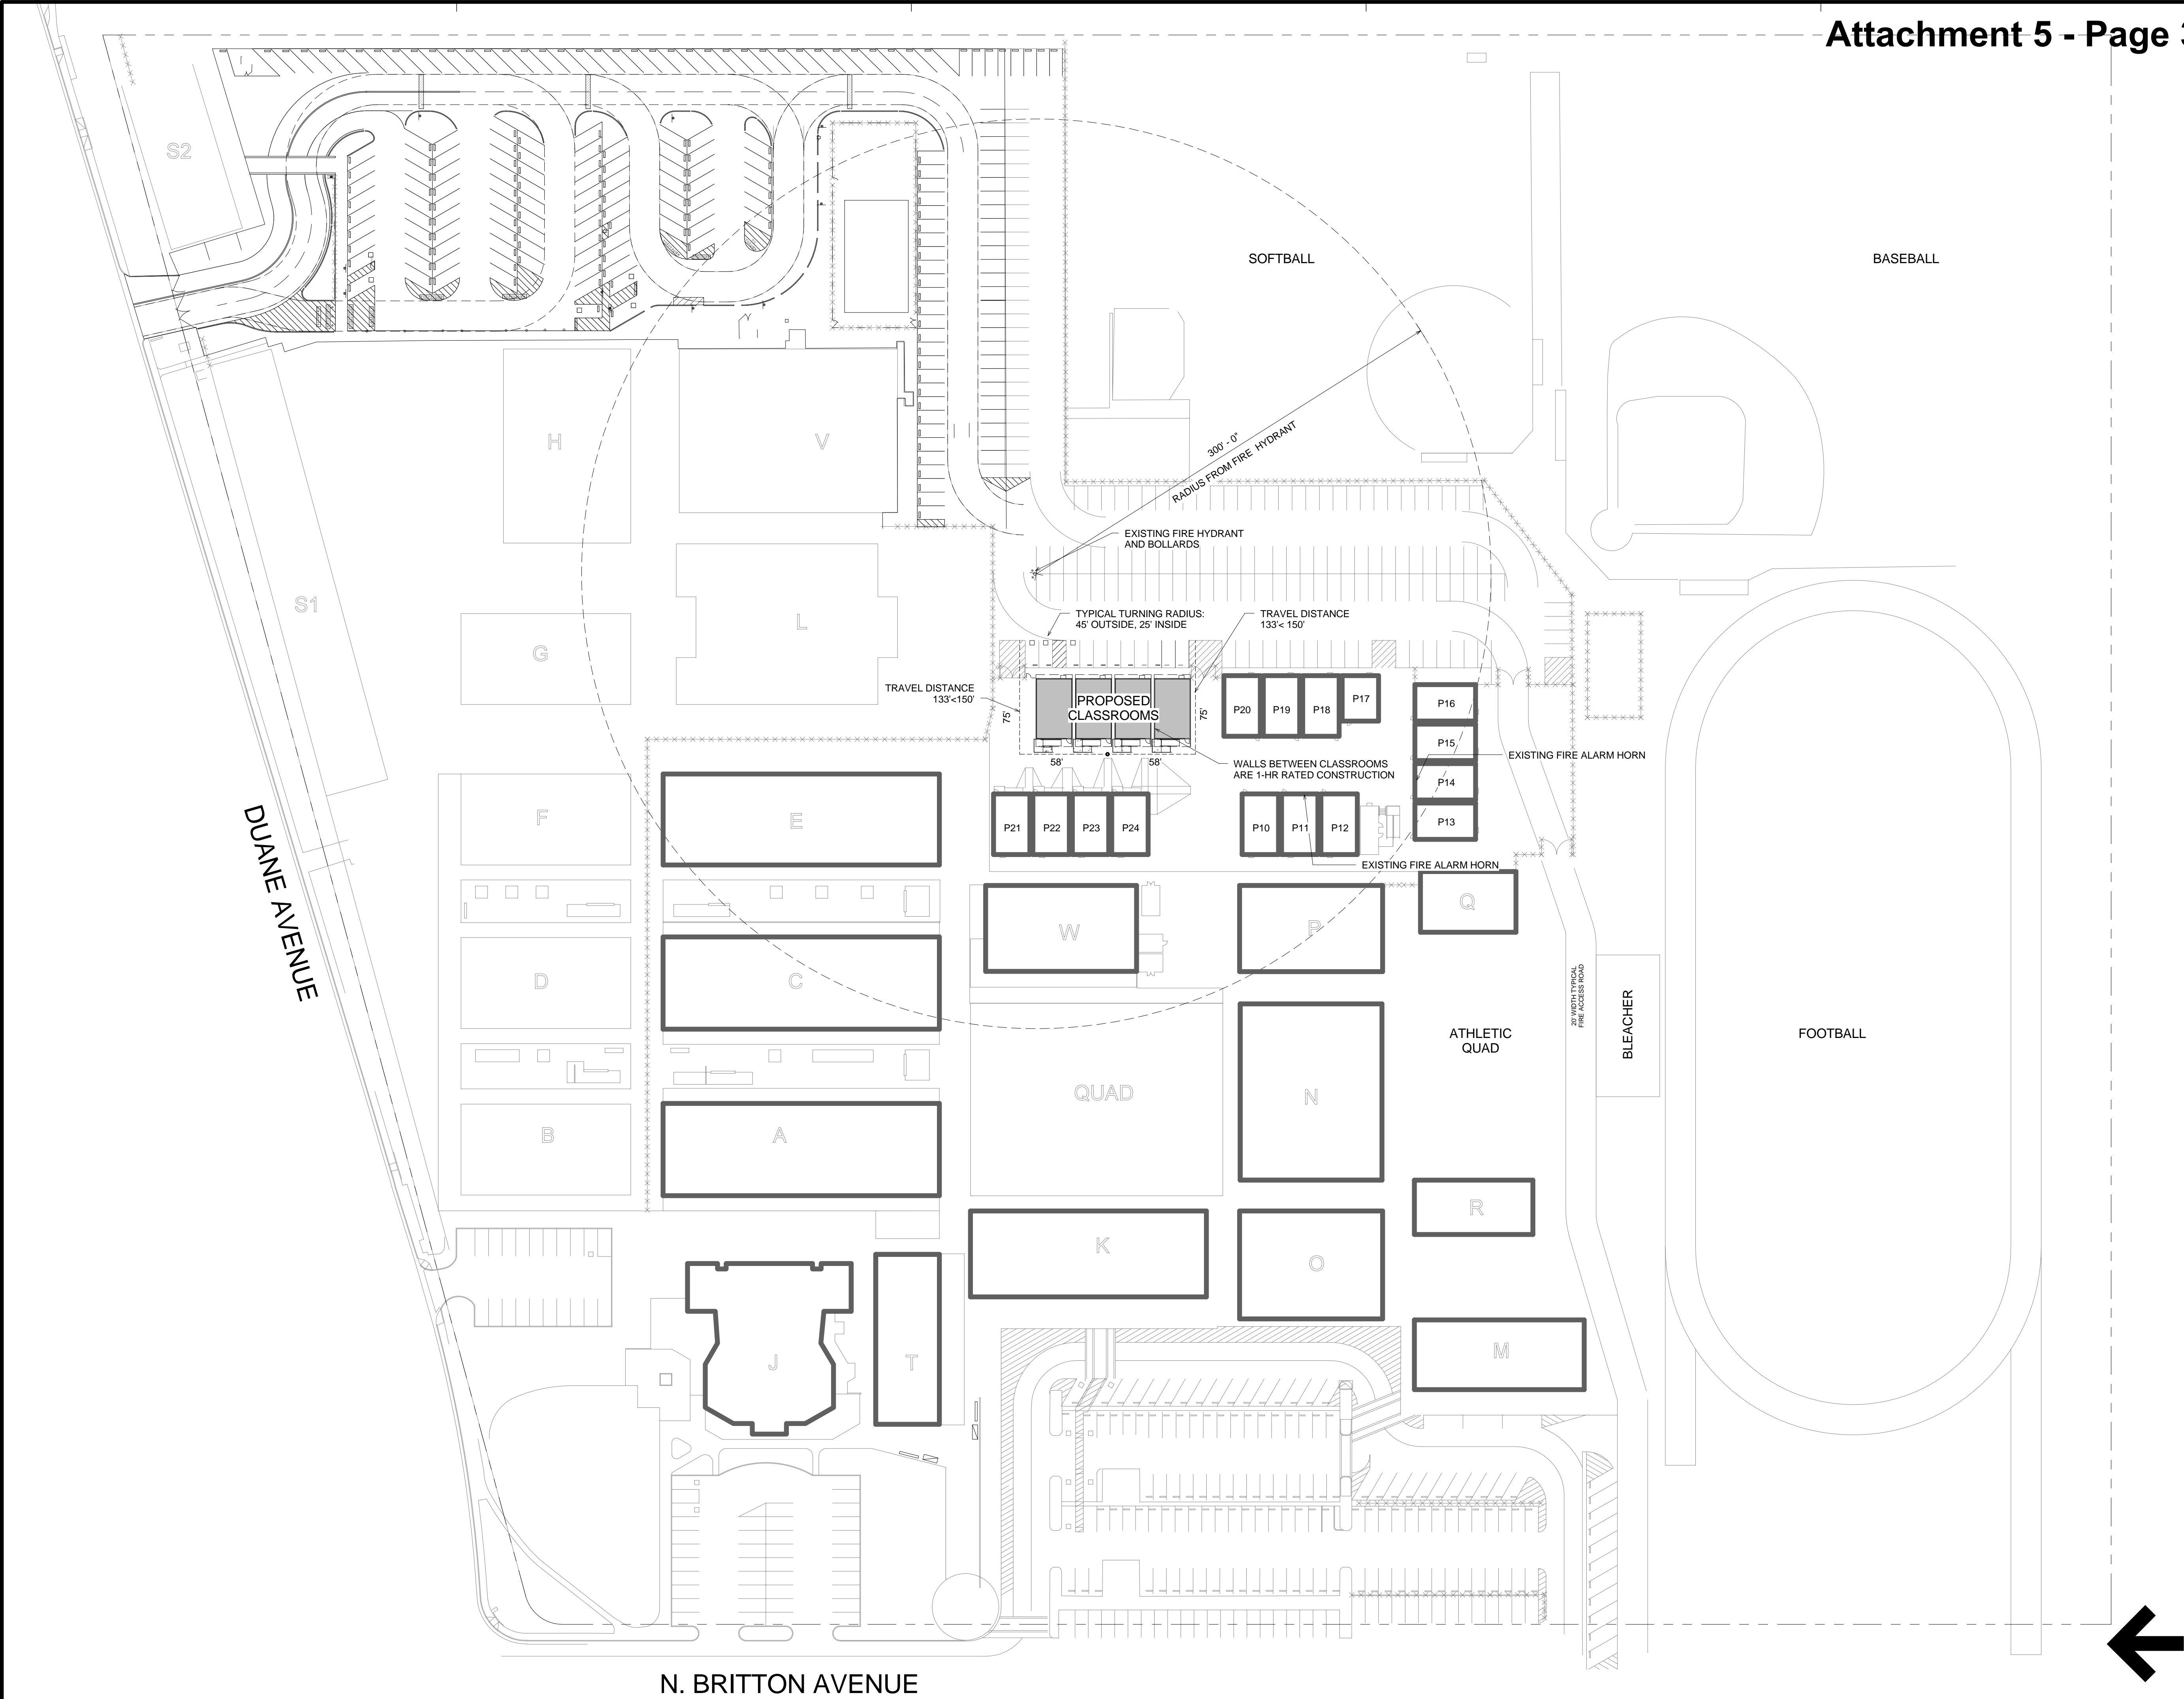 Attachment 5 - Page 3
S2
SOFTBALL
BASEBALL
H
V
300' - 0"
RADIUS FROM FIRE HYDRANT
EXISTING FIRE HYDRANT
AND BOLLARDS
S1
G
L
TYPICAL TURNING RADIUS:
45' OUTSIDE, 25' INSIDE
TRAVEL DISTANCE
133'< 150'
TRAVEL DISTANCE
133'<150'
75'
PROPOSED
CLASSROOMS
75'
P20
P19
P18
P17
P16
P15
P14
P13
EXISTING FIRE ALARM HORN
58'
58'
WALLS BETWEEN CLASSROOMS
ARE 1-HR RATED CONSTRUCTION
F
E
P21
P22
P23
P24
P10
P11
P12
EXISTING FIRE ALARM HORN
DUANE AVENUE
D
C
W
P
Q
20' WIDTH TYPICAL
FIRE ACCESS ROAD
BLEACHER
ATHLETIC
QUAD
FOOTBALL
B
A
QUAD
N
R
K
O
J
T
M
N. BRITTON AVENUE